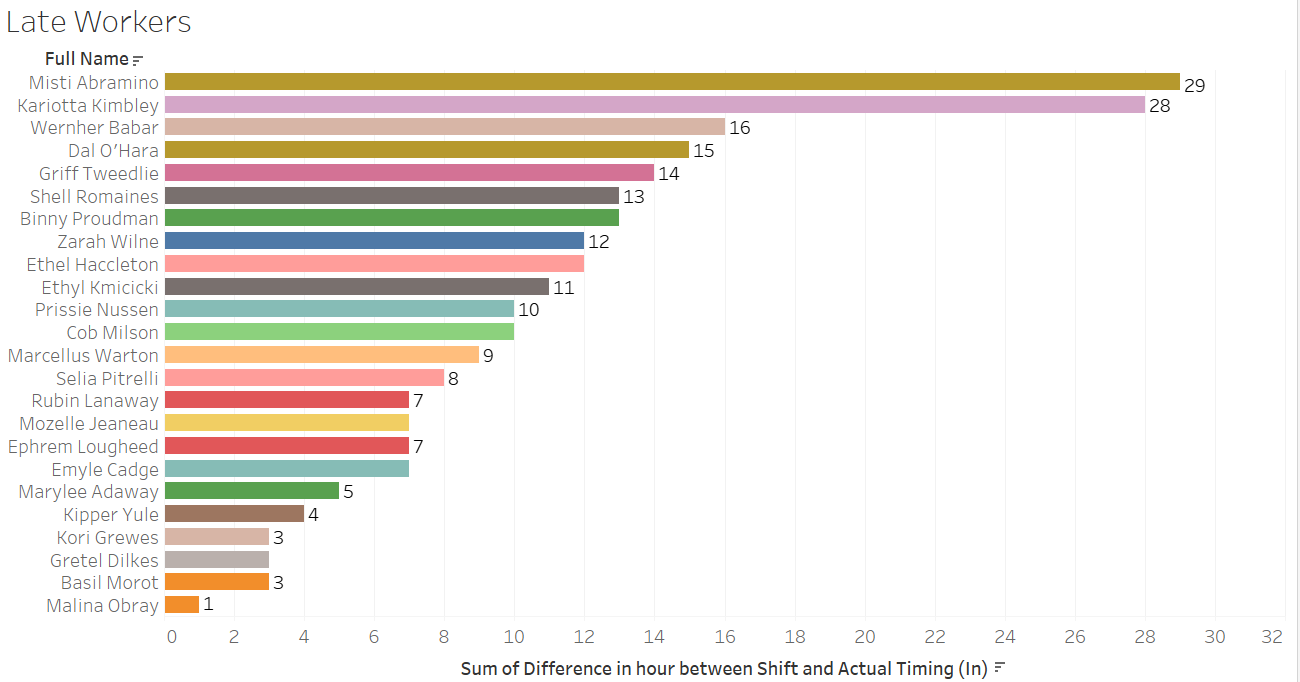 Late Workers
Full Name
Misti Abramino 29
Kariotta Kimbley 28
Wernher Babar 16
Dal O'Hara 15
Griff Tweedlie 14
Shell Romaines 13
Binny Proudman
Zarah Wilne 12
Ethel Haccleton
Ethyl Kmicicki 11
Prissie Nussen 10
Cob Milson
Marcellus Warton 9
Selia Pitrelli 8
Rubin Lanaway 7
Mozelle Jeaneau
Ephrem Lougheed 7
Emyle Cadge
Marylee Adaway 5
Kipper Yule 4
Kori Grewes 3
Gretel Dilkes
Basil Morot 3
Malina Obray 1
0 2 4 6 8 10 12 14 16 18 20 22 24 26 28 30 32
Sum of Difference in hour between Shift and Actual Timing (In)